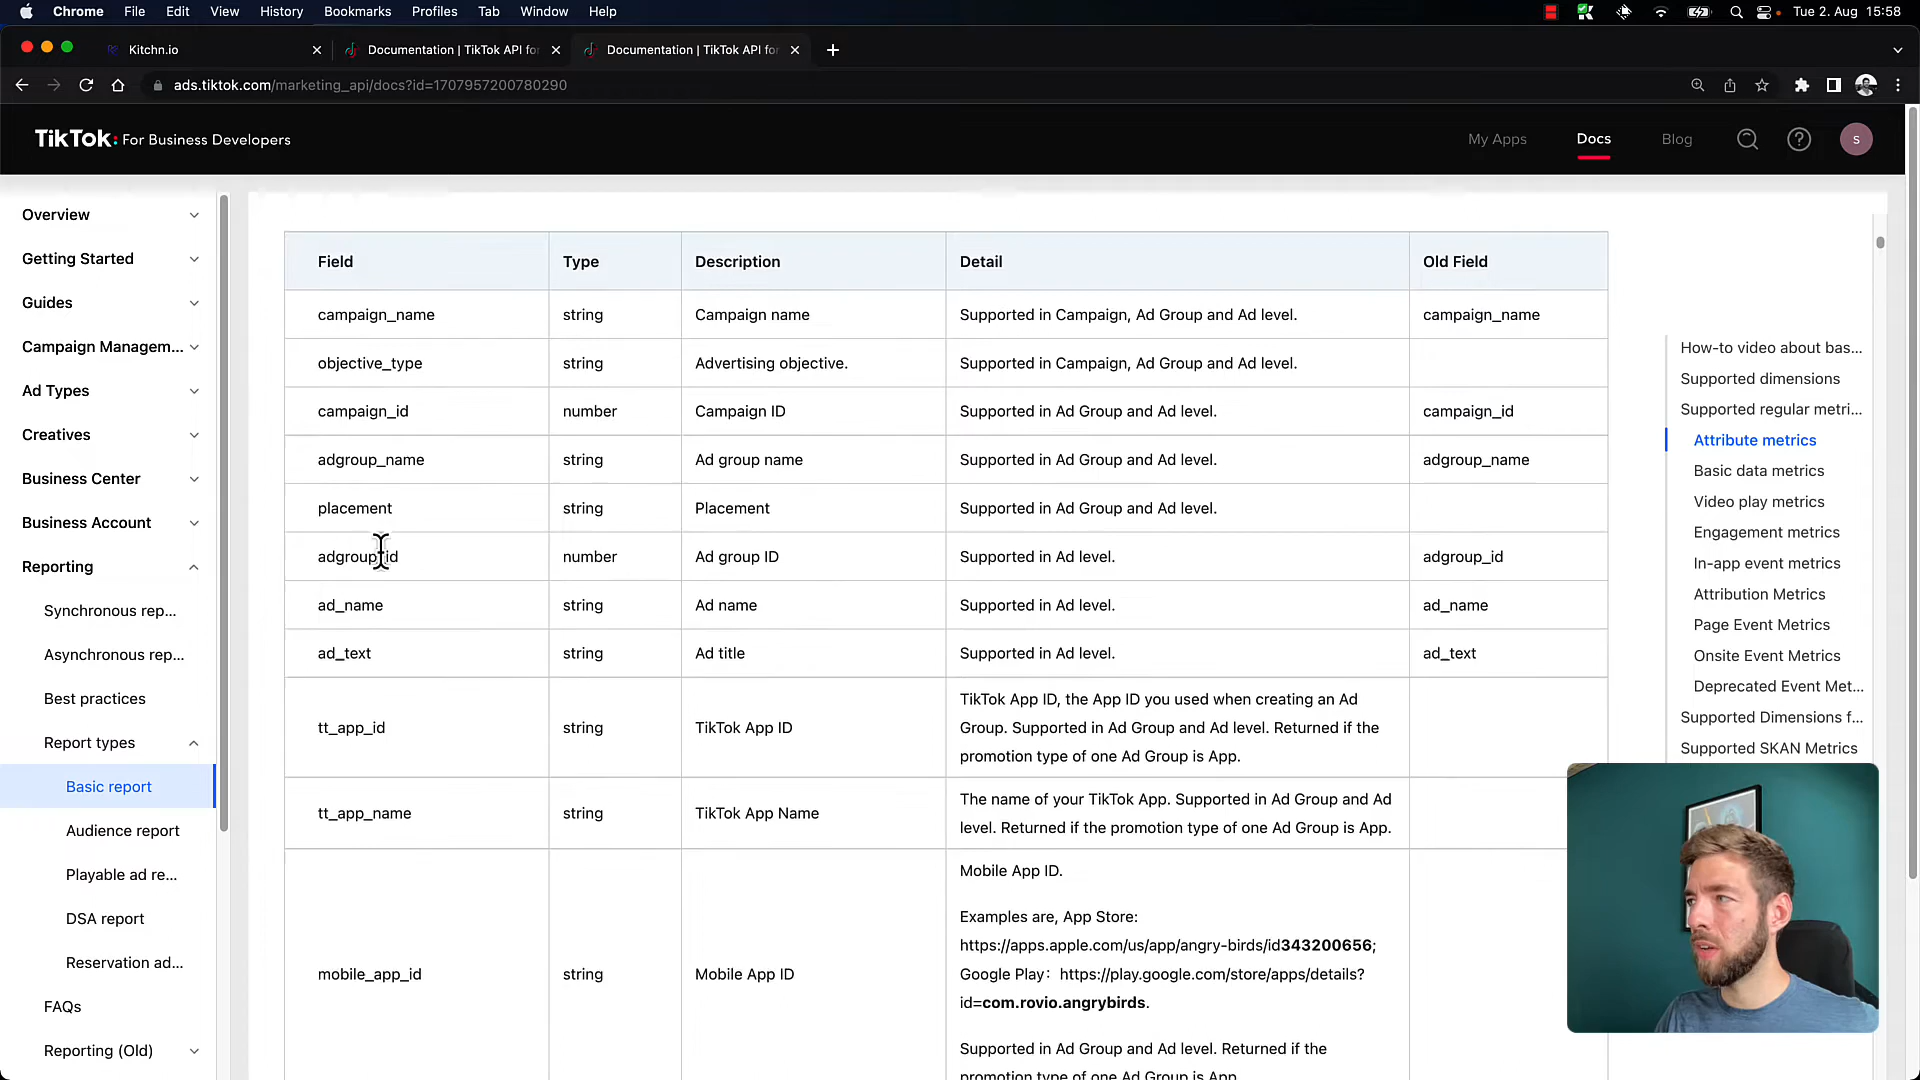 Chrome File Edit View History Bookmarks Profiles Tab Window Help Tue 2. Aug 15:58
Kitchn.io Documentation | TikTok API for Documentation | TikTok API for
ads.tiktok.com/marketing_api/docs?id=1707957200780290
TikTok: For Business Developers My Apps Docs Blog S
Overview
Getting Started
Guides
Campaign Managem...
Ad Types
Creatives
Business Center
Business Account
Reporting
Synchronous rep...
Asynchronous rep...
Best practices
Report types
Basic report
Audience report
Playable ad re...
DSA report
Reservation ad...
FAQs
Reporting (Old)
Field Type Description Detail Old Field
campaign_name string Campaign name Supported in Campaign, Ad Group and Ad level. campaign_name
objective_type string Advertising objective. Supported in Campaign, Ad Group and Ad level.
campaign_id number Campaign ID Supported in Ad Group and Ad level. campaign_id
adgroup_name string Ad group name Supported in Ad Group and Ad level. adgroup_name
placement string Placement Supported in Ad Group and Ad level.
adgroup_id number Ad group ID Supported in Ad level. adgroup_id
ad_name string Ad name Supported in Ad level. ad_name
ad_text string Ad title Supported in Ad level. ad_text
tt_app_id string TikTok App ID TikTok App ID, the App ID you used when creating an Ad
Group. Supported in Ad Group and Ad level. Returned if the
promotion type of one Ad Group is App.
tt_app_name string TikTok App Name The name of your TikTok App. Supported in Ad Group and Ad
level. Returned if the promotion type of one Ad Group is App.
mobile_app_id string Mobile App ID Mobile App ID.
Examples are, App Store:
https://apps.apple.com/us/app/angry-birds/id343200656;
Google Play：https://play.google.com/store/apps/details?
id=com.rovio.angrybirds.
Supported in Ad Group and Ad level. Returned if the
promotion type of one Ad Group is App.
How-to video about bas...
Supported dimensions
Supported regular metri...
Attribute metrics
Basic data metrics
Video play metrics
Engagement metrics
In-app event metrics
Attribution Metrics
Page Event Metrics
Onsite Event Metrics
Deprecated Event Met...
Supported Dimensions f...
Supported SKAN Metrics